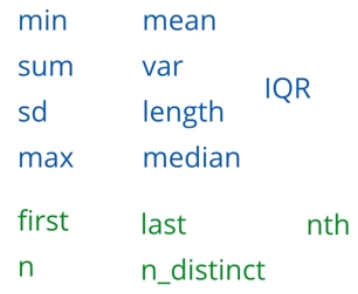 min mean
sum var
IQR
sd length
max median
first last nth
n n_distinct